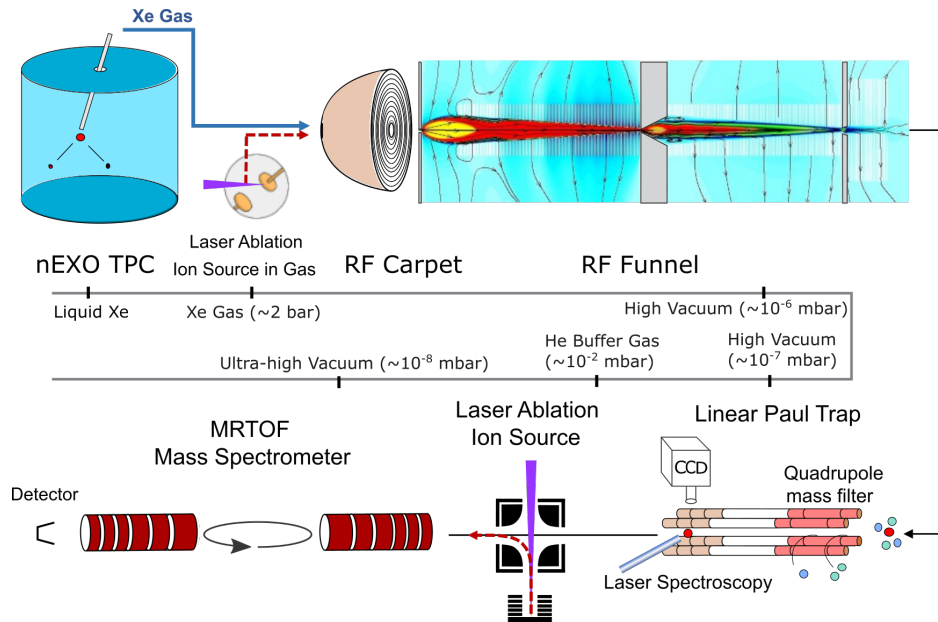 Xe Gas
nEXO TPC
Laser Ablation
Ion Source in Gas
RF Carpet
RF Funnel
Liquid Xe
Xe Gas (~2 bar)
High Vacuum (~10⁻⁶ mbar)
Ultra-high Vacuum (~10⁻⁸ mbar)
He Buffer Gas
(~10⁻² mbar)
High Vacuum
(~10⁻⁷ mbar)
MRTOF
Mass Spectrometer
Laser Ablation
Ion Source
Linear Paul Trap
CCD
Quadrupole
mass filter
Detector
Laser Spectroscopy